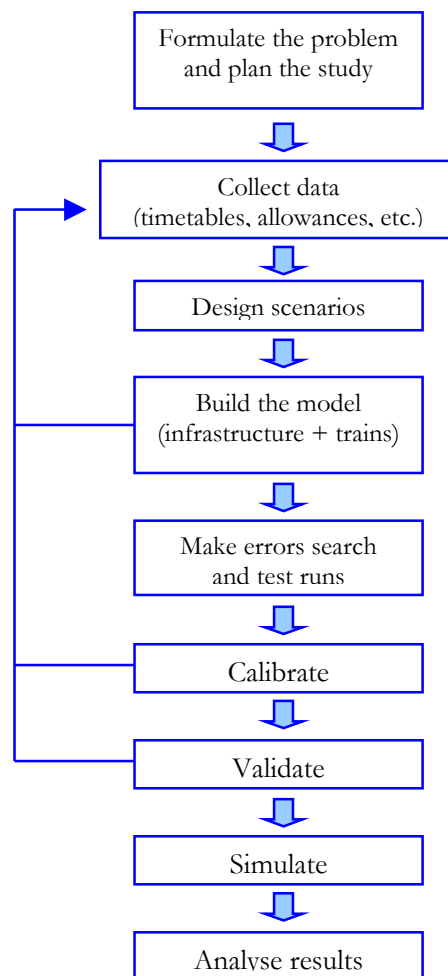 Formulate the problem
and plan the study
Collect data
(timetables, allowances, etc.)
Design scenarios
Build the model
(infrastructure + trains)
Make errors search
and test runs
Calibrate
Validate
Simulate
Analyse results